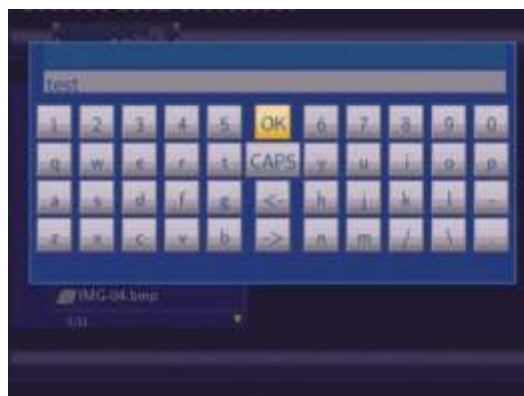 test
1 2 3 4 5 OK 6 7 8 9 0
q w e r t CAPS y u i o p
a s d f g <- h j k l -
z x c v b -> n m / \ .
IMG-04.bmp